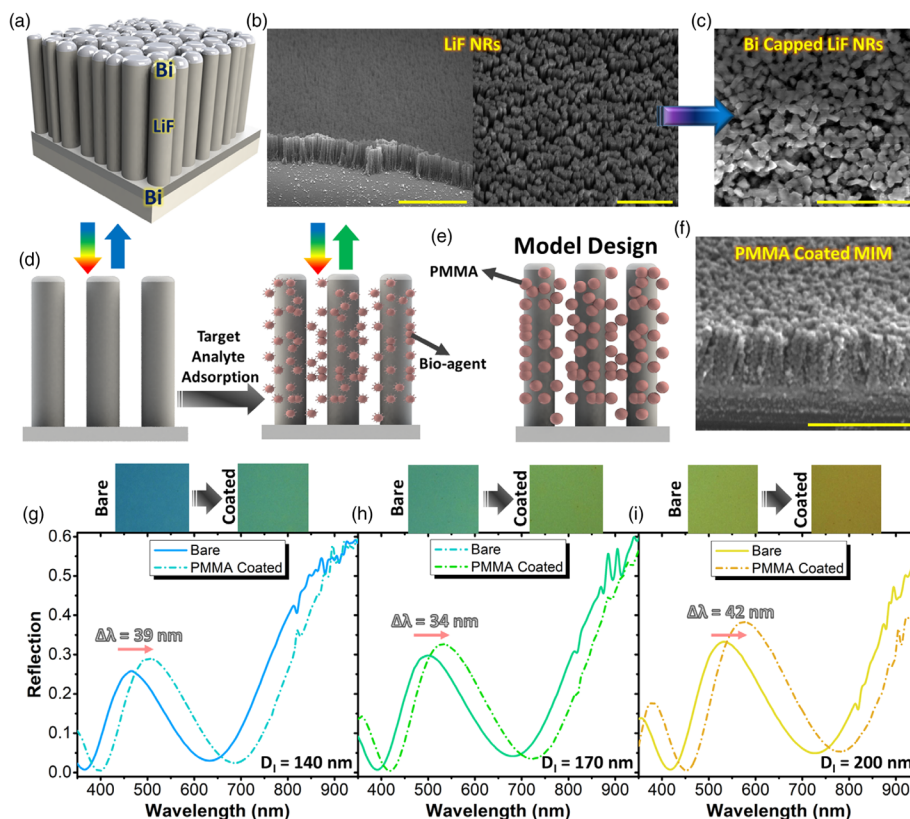 (a)
Bi
LiF
Bi
(b)
LiF NRs
(c)
Bi Capped LiF NRs
(d)
Target
Analyte
Adsorption
Bio-agent
(e)
Model Design
PMMA
(f)
PMMA Coated MIM
Bare
Coated
Bare
Coated
Bare
Coated
(g)
Bare
PMMA Coated
Δλ = 39 nm
D_I = 140 nm
Reflection
0.6
0.5
0.4
0.3
0.2
0.1
0.0
400 500 600 700 800 900
Wavelength (nm)
(h)
Bare
PMMA Coated
Δλ = 34 nm
D_I = 170 nm
400 500 600 700 800 900
Wavelength (nm)
(i)
Bare
PMMA Coated
Δλ = 42 nm
D_I = 200 nm
400 500 600 700 800 900
Wavelength (nm)